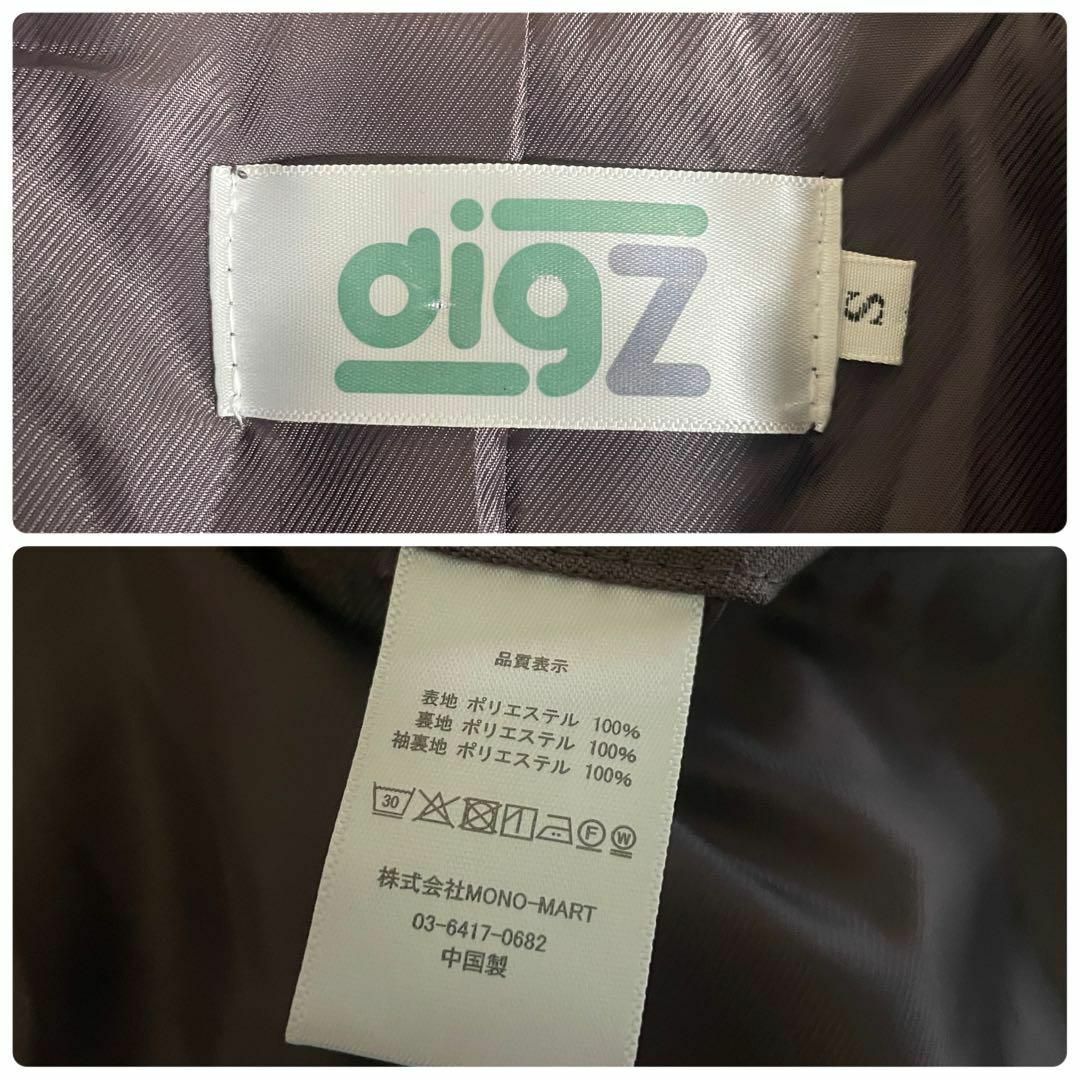 digz
S
品質表示
表地 ポリエステル 100%
裏地 ポリエステル 100%
袖裏地 ポリエステル 100%
30 F W
株式会社MONO-MART
03-6417-0682
中国製